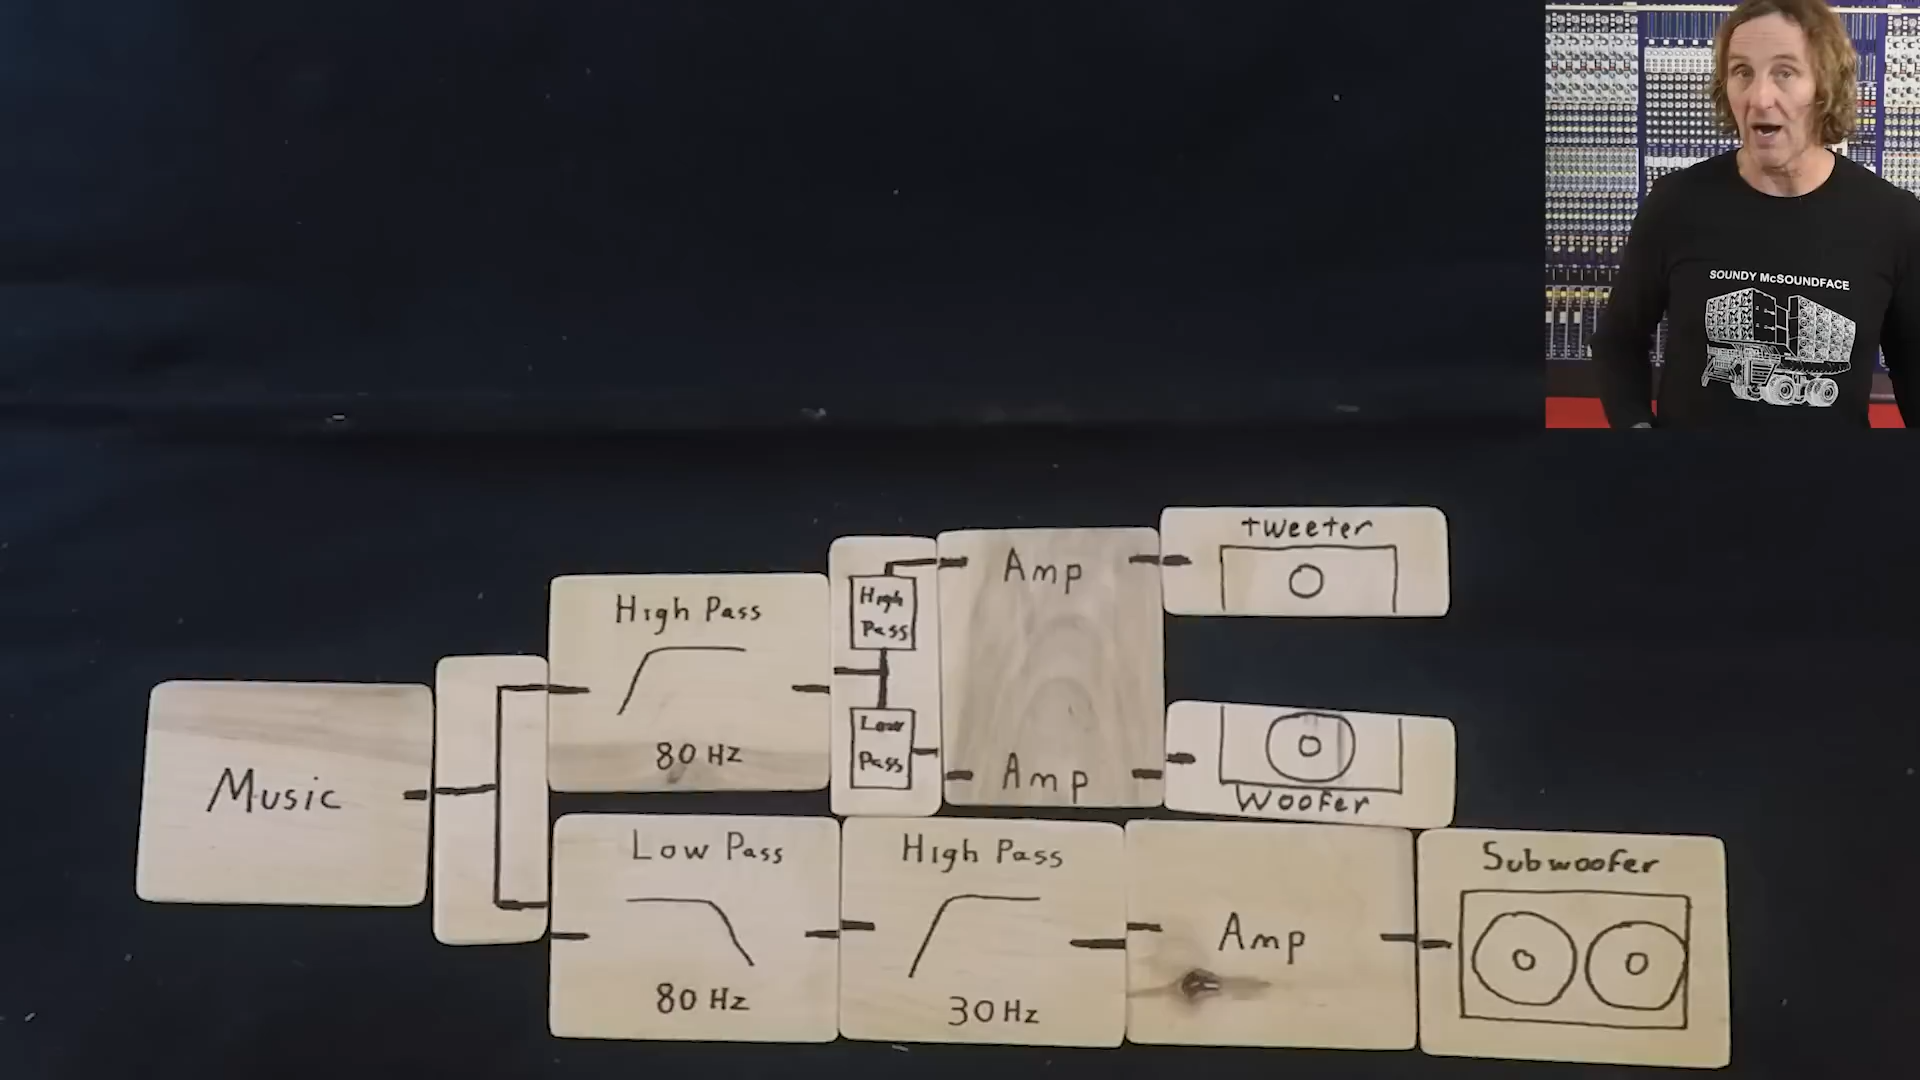 SOUNDY McSOUNDFACE
tweeter
Amp
High
Pass
High Pass
80 Hz
Low
Pass
Amp
Woofer
Music
Low Pass
80 Hz
High Pass
30 Hz
Amp
Subwoofer